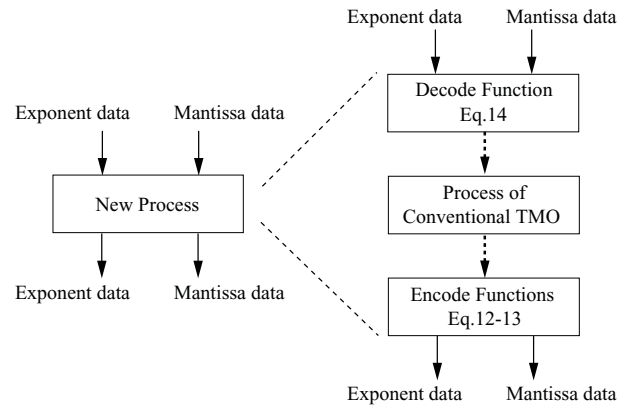 Exponent data
Mantissa data
New Process
Exponent data
Mantissa data
Exponent data
Mantissa data
Decode Function
Eq.14
Process of
Conventional TMO
Encode Functions
Eq.12-13
Exponent data
Mantissa data